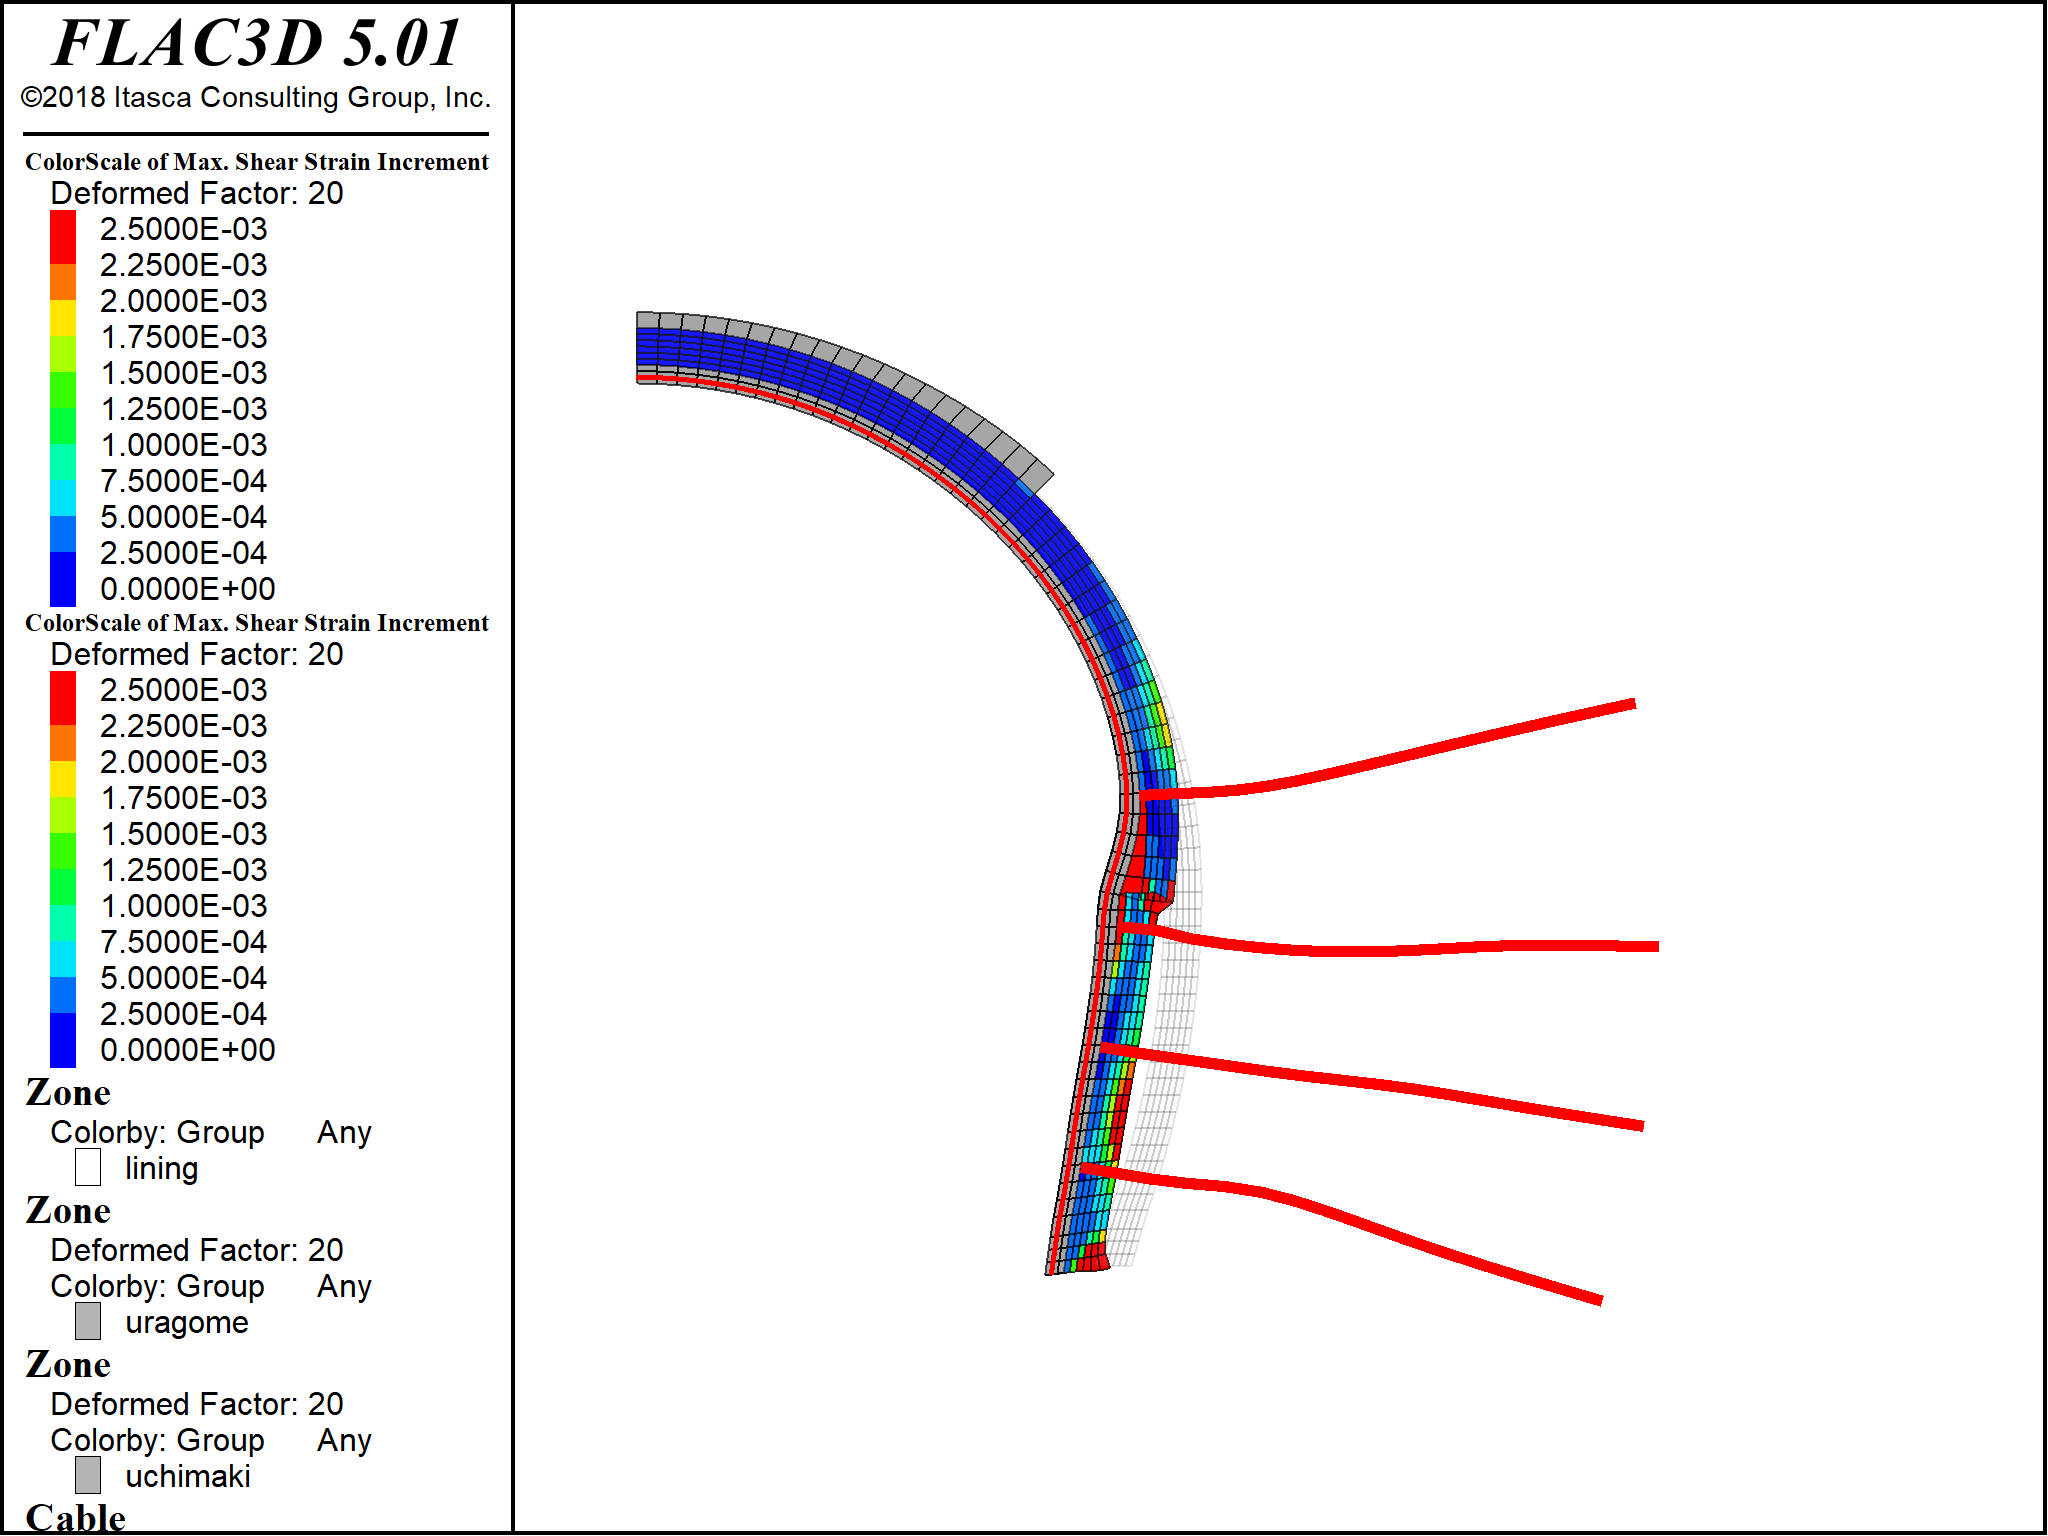 FLAC3D 5.01
©2018 Itasca Consulting Group, Inc.
ColorScale of Max. Shear Strain Increment
Deformed Factor: 20
2.5000E-03
2.2500E-03
2.0000E-03
1.7500E-03
1.5000E-03
1.2500E-03
1.0000E-03
7.5000E-04
5.0000E-04
2.5000E-04
0.0000E+00
ColorScale of Max. Shear Strain Increment
Deformed Factor: 20
2.5000E-03
2.2500E-03
2.0000E-03
1.7500E-03
1.5000E-03
1.2500E-03
1.0000E-03
7.5000E-04
5.0000E-04
2.5000E-04
0.0000E+00
Zone
Colorby: Group Any
lining
Zone
Deformed Factor: 20
Colorby: Group Any
uragome
Zone
Deformed Factor: 20
Colorby: Group Any
uchimaki
Cable